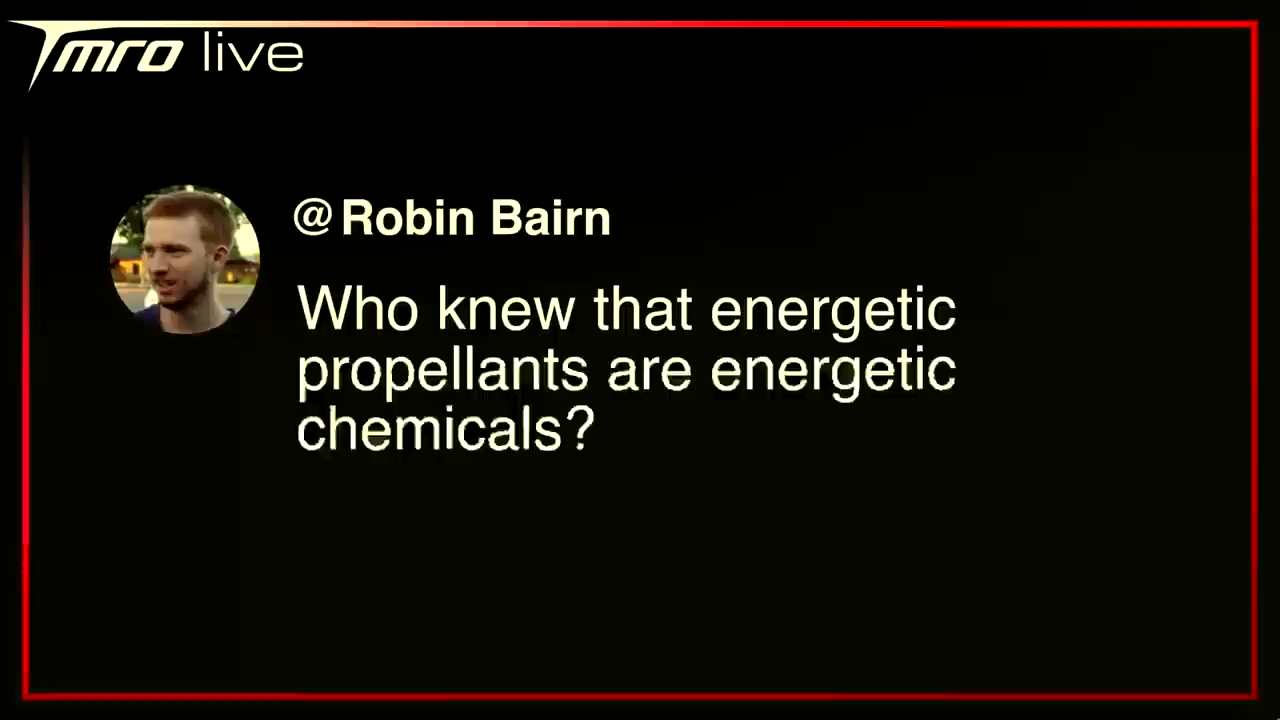 Tmro live
@Robin Bairn
Who knew that energetic
propellants are energetic
chemicals?